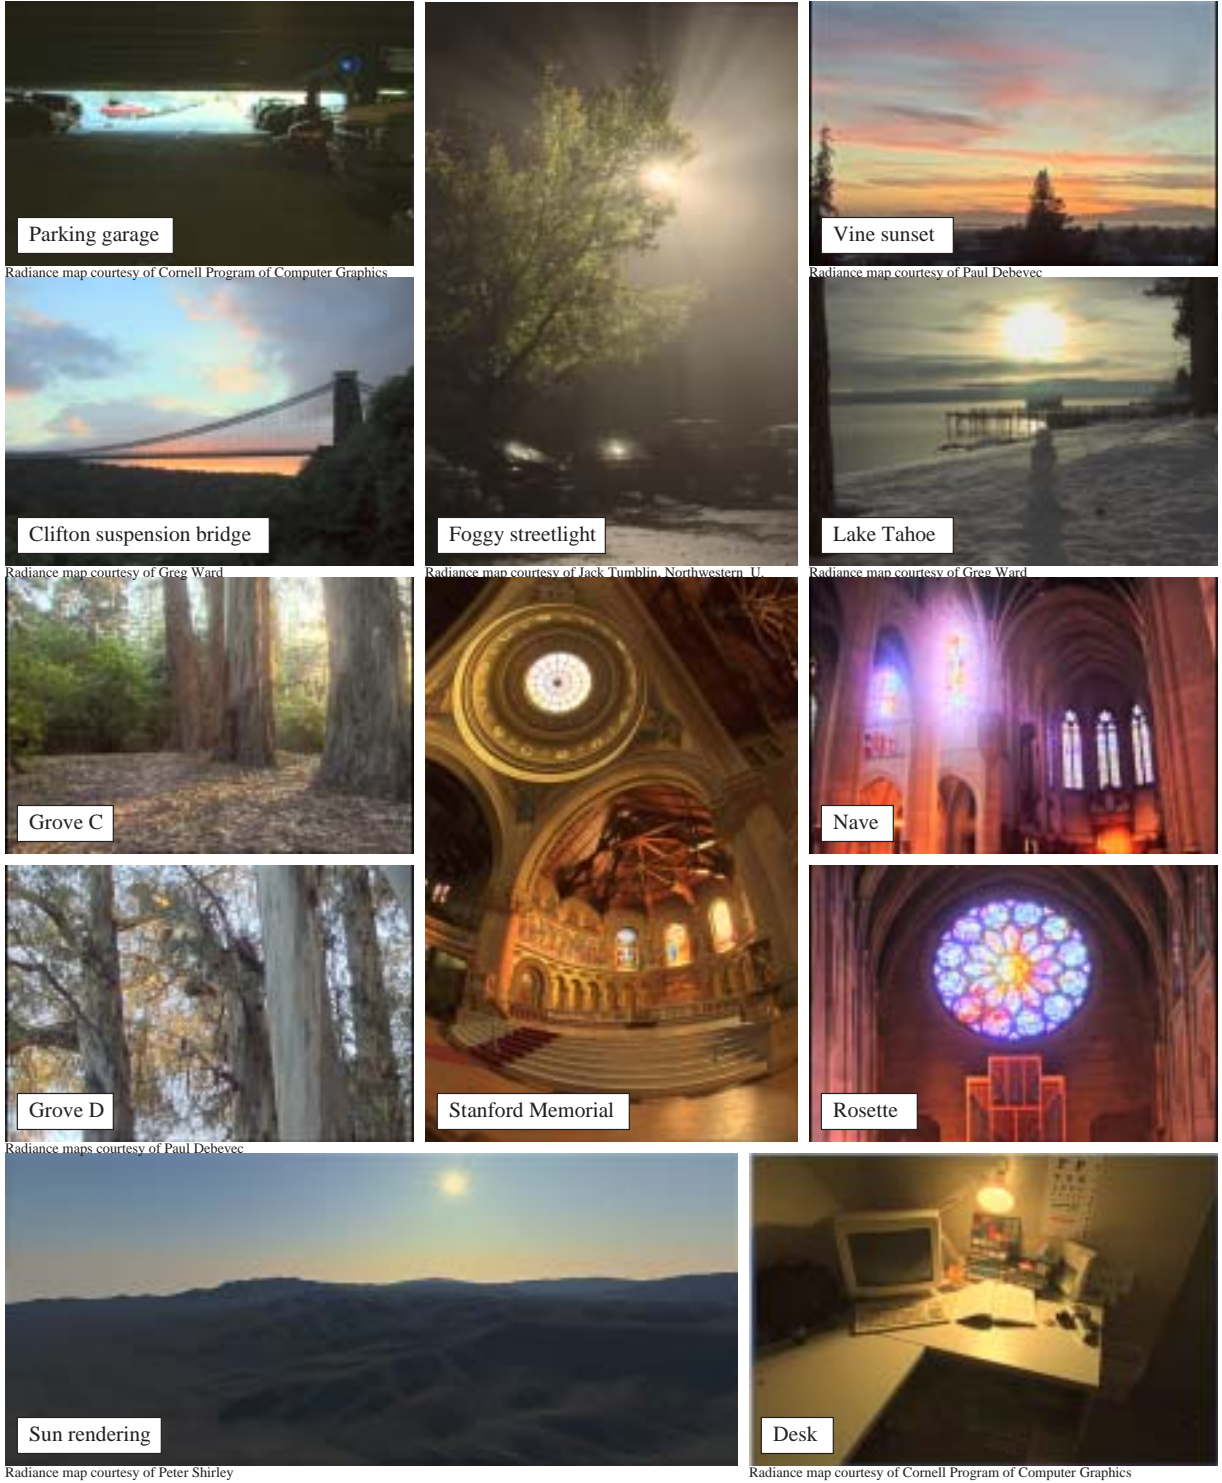 Parking garage
Radiance map courtesy of Cornell Program of Computer Graphics
Clifton suspension bridge
Radiance map courtesy of Greg Ward
Foggy streetlight
Radiance map courtesy of Jack Tumblin, Northwestern U.
Vine sunset
Radiance map courtesy of Paul Debevec
Lake Tahoe
Radiance map courtesy of Greg Ward
Grove C
Grove D
Radiance maps courtesy of Paul Debevec
Stanford Memorial
Nave
Rosette
Sun rendering
Radiance map courtesy of Peter Shirley
Desk
Radiance map courtesy of Cornell Program of Computer Graphics